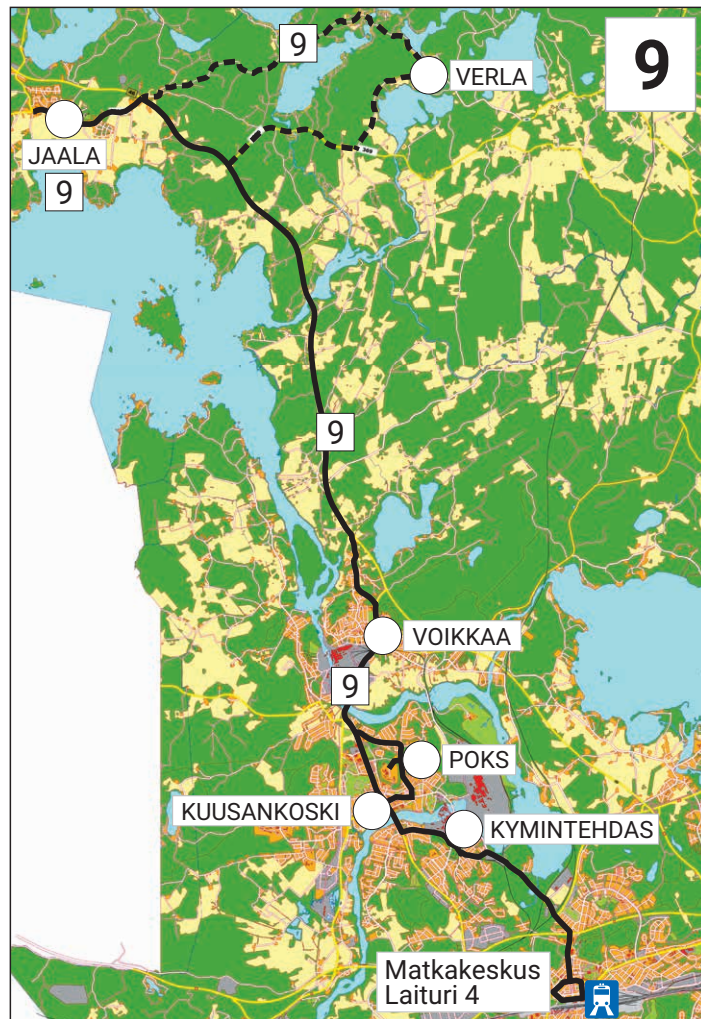 9
9
VERLA
JAALA
9
9
VOIKKAA
9
POKS
KUUSANKOSKI
KYMINTEHDAS
Matkakeskus
Laituri 4